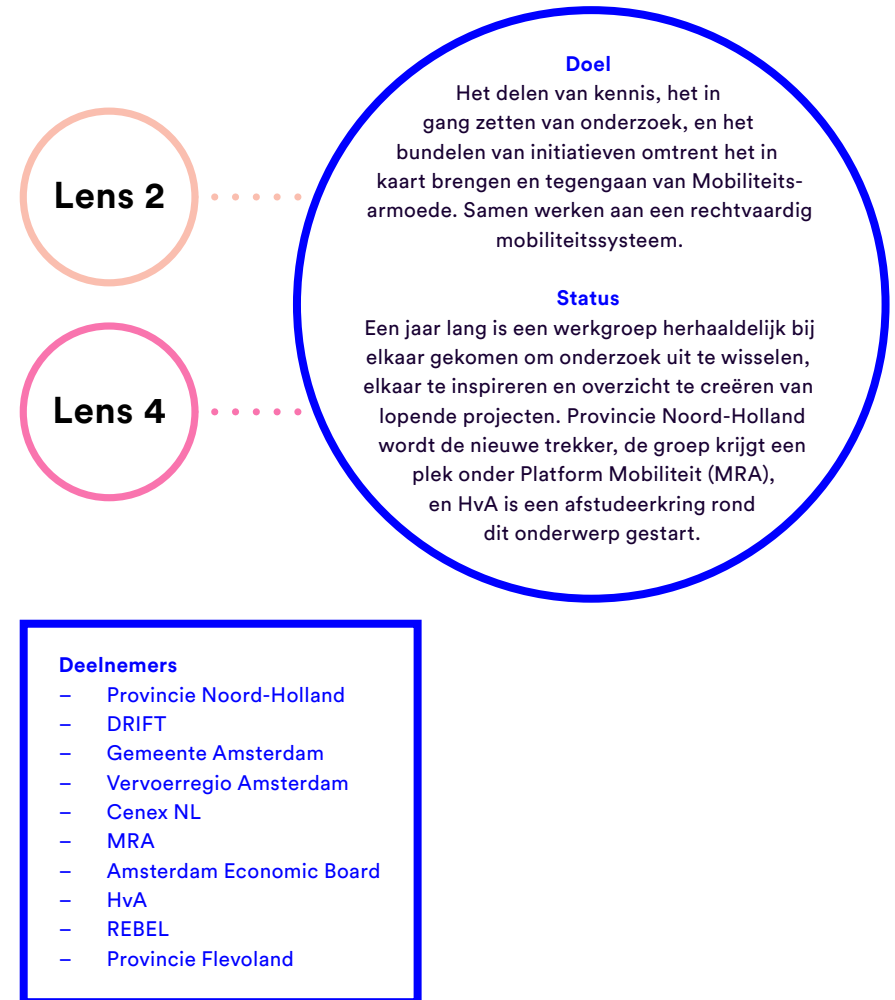 Doel
Het delen van kennis, het in
gang zetten van onderzoek, en het
bundelen van initiatieven omtrent het in
kaart brengen en tegengaan van Mobiliteits-
armoede. Samen werken aan een rechtvaardig
mobiliteitssysteem.
Lens 2
Status
Een jaar lang is een werkgroep herhaaldelijk bij
elkaar gekomen om onderzoek uit te wisselen,
elkaar te inspireren en overzicht te creëren van
lopende projecten. Provincie Noord-Holland
wordt de nieuwe trekker, de groep krijgt een
plek onder Platform Mobiliteit (MRA),
en HvA is een afstudeerkring rond
dit onderwerp gestart.
Lens 4
Deelnemers
– Provincie Noord-Holland
– DRIFT
– Gemeente Amsterdam
– Vervoerregio Amsterdam
– Cenex NL
– MRA
– Amsterdam Economic Board
– HvA
– REBEL
– Provincie Flevoland